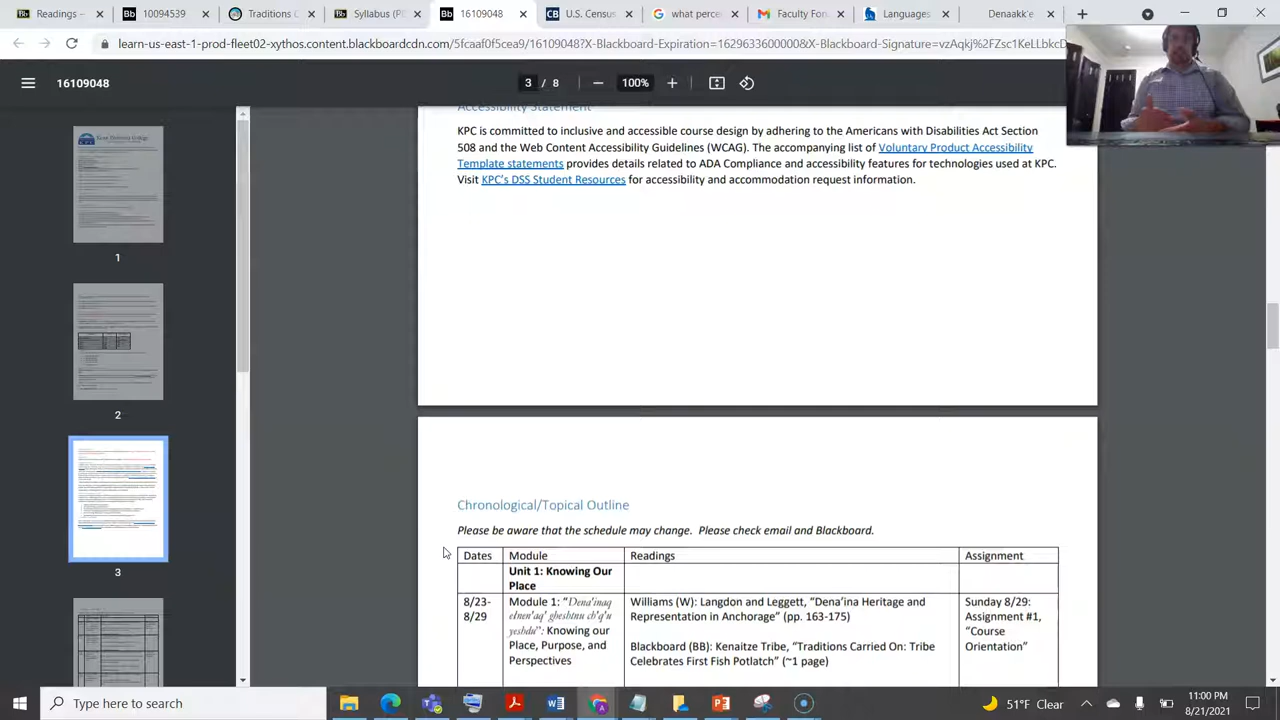 Readings –
10094539
Traditions C
Syllabus (P
16109048
U.S. Census
what perce
Faculty For
Languages
Denaakk'e
learn-us-east-1-prod-fleet02-xythos.content.blackboardcdn.com/5fcaaf0f5cea9/16109048?X-Blackboard-Expiration=1629633600000&X-Blackboard-Signature=
16109048
3 / 8
100%
Accessibility Statement
KPC is committed to inclusive and accessible course design by adhering to the Americans with Disabilities Act Section
508 and the Web Content Accessibility Guidelines (WCAG). The accompanying list of Voluntary Product Accessibility
Template statements provides details related to ADA Compliance and accessibility features for technologies used at KPC.
Visit KPC's DSS Student Resources for accessibility and accommodation request information.
1
2
3
Chronological/Topical Outline
Please be aware that the schedule may change. Please check email and Blackboard.
Dates Module Readings Assignment
Unit 1: Knowing Our
Place
8/23-
8/29
Module 1: "Dena'inaq
ełnen'aq' gheshnu ch'q'u
yeshdu": Knowing our
Place, Purpose, and
Perspectives
Williams (W): Langdon and Leggett, "Dena'ina Heritage and
Representation in Anchorage" (pp. 163-175)
Blackboard (BB): Kenaitze Tribe, "Traditions Carried On: Tribe
Celebrates First Fish Potlatch" (~1 page)
Sunday 8/29:
Assignment #1,
"Course
Orientation"
Type here to search
51°F Clear
11:00 PM
8/21/2021